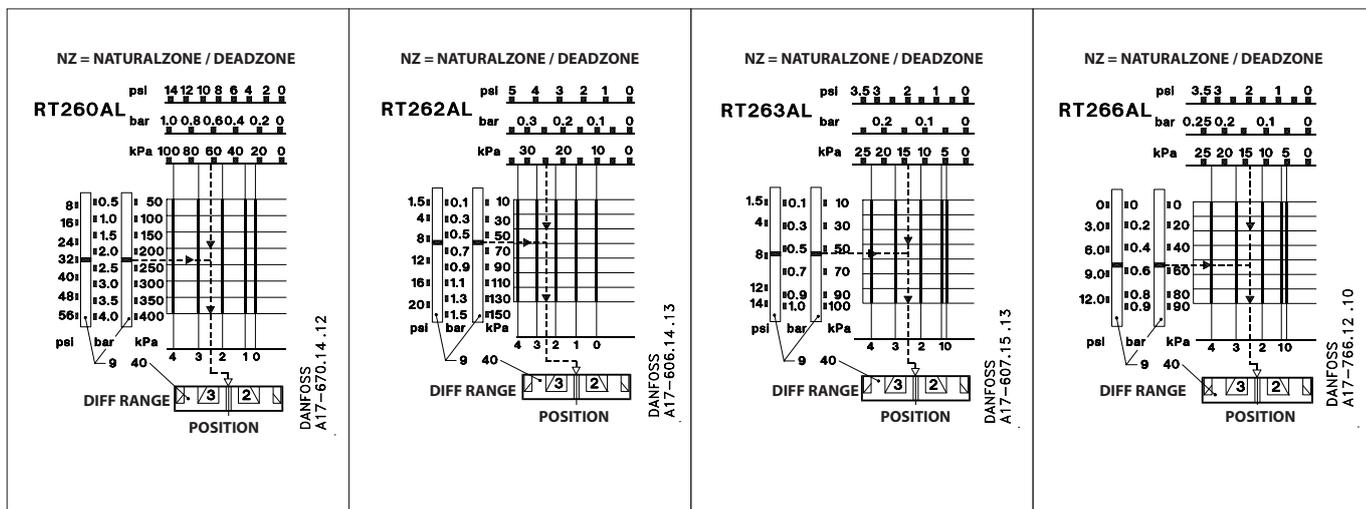 NZ = NATURALZONE / DEADZONE
RT260AL
psi 14 12 10 8 6 4 2 0
bar 1.0 0.8 0.6 0.4 0.2 0
kPa 100 80 60 40 20 0
8 0.5 50
16 1.0 100
24 1.5 150
32 2.0 200
40 2.5 250
48 3.0 300
56 3.5 350
4.0 400
psi bar kPa
4 3 2 1 0
9 40
DIFF RANGE 3 2
POSITION
DANFOSS
A17-670.14.12
NZ = NATURALZONE / DEADZONE
RT262AL
psi 5 4 3 2 1 0
bar 0.3 0.2 0.1 0
kPa 30 20 10 0
1.5 0.1 10
4 0.3 30
8 0.5 50
0.7 70
12 0.9 90
16 1.1 110
20 1.3 130
1.5 150
psi bar kPa
4 3 2 1 0
9 40
DIFF RANGE 3 2
POSITION
DANFOSS
A17-606.14.13
NZ = NATURALZONE / DEADZONE
RT263AL
psi 3.5 3 2 1 0
bar 0.2 0.1 0
kPa 25 20 15 10 5 0
1.5 0.1 10
4 0.3 30
8 0.5 50
0.7 70
12 0.9 90
14 1.0 100
psi bar kPa
4 3 2 1 0
9 40
DIFF RANGE 3 2
POSITION
DANFOSS
A17-607.15.13
NZ = NATURALZONE / DEADZONE
RT266AL
psi 3.5 3 2 1 0
bar 0.25 0.2 0.1 0
kPa 25 20 15 10 5 0
0 0 0
3.0 0.2 20
6.0 0.4 40
9.0 0.6 60
12.0 0.8 80
0.9 90
psi bar kPa
4 3 2 1 0
9 40
DIFF RANGE 3 2
POSITION
DANFOSS
A17-766.12.10